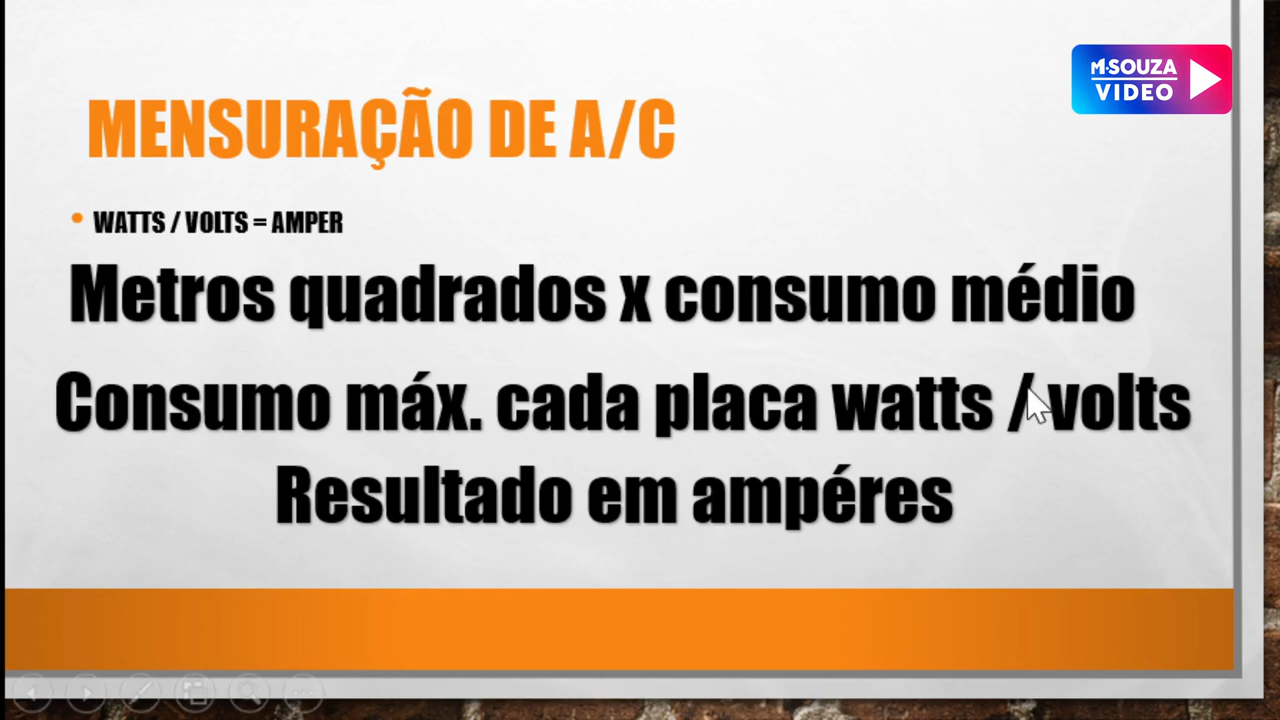 M·SOUZA
VIDEO
MENSURAÇÃO DE A/C
• WATTS / VOLTS = AMPER
Metros quadrados x consumo médio
Consumo máx. cada placa watts / volts
Resultado em ampéres